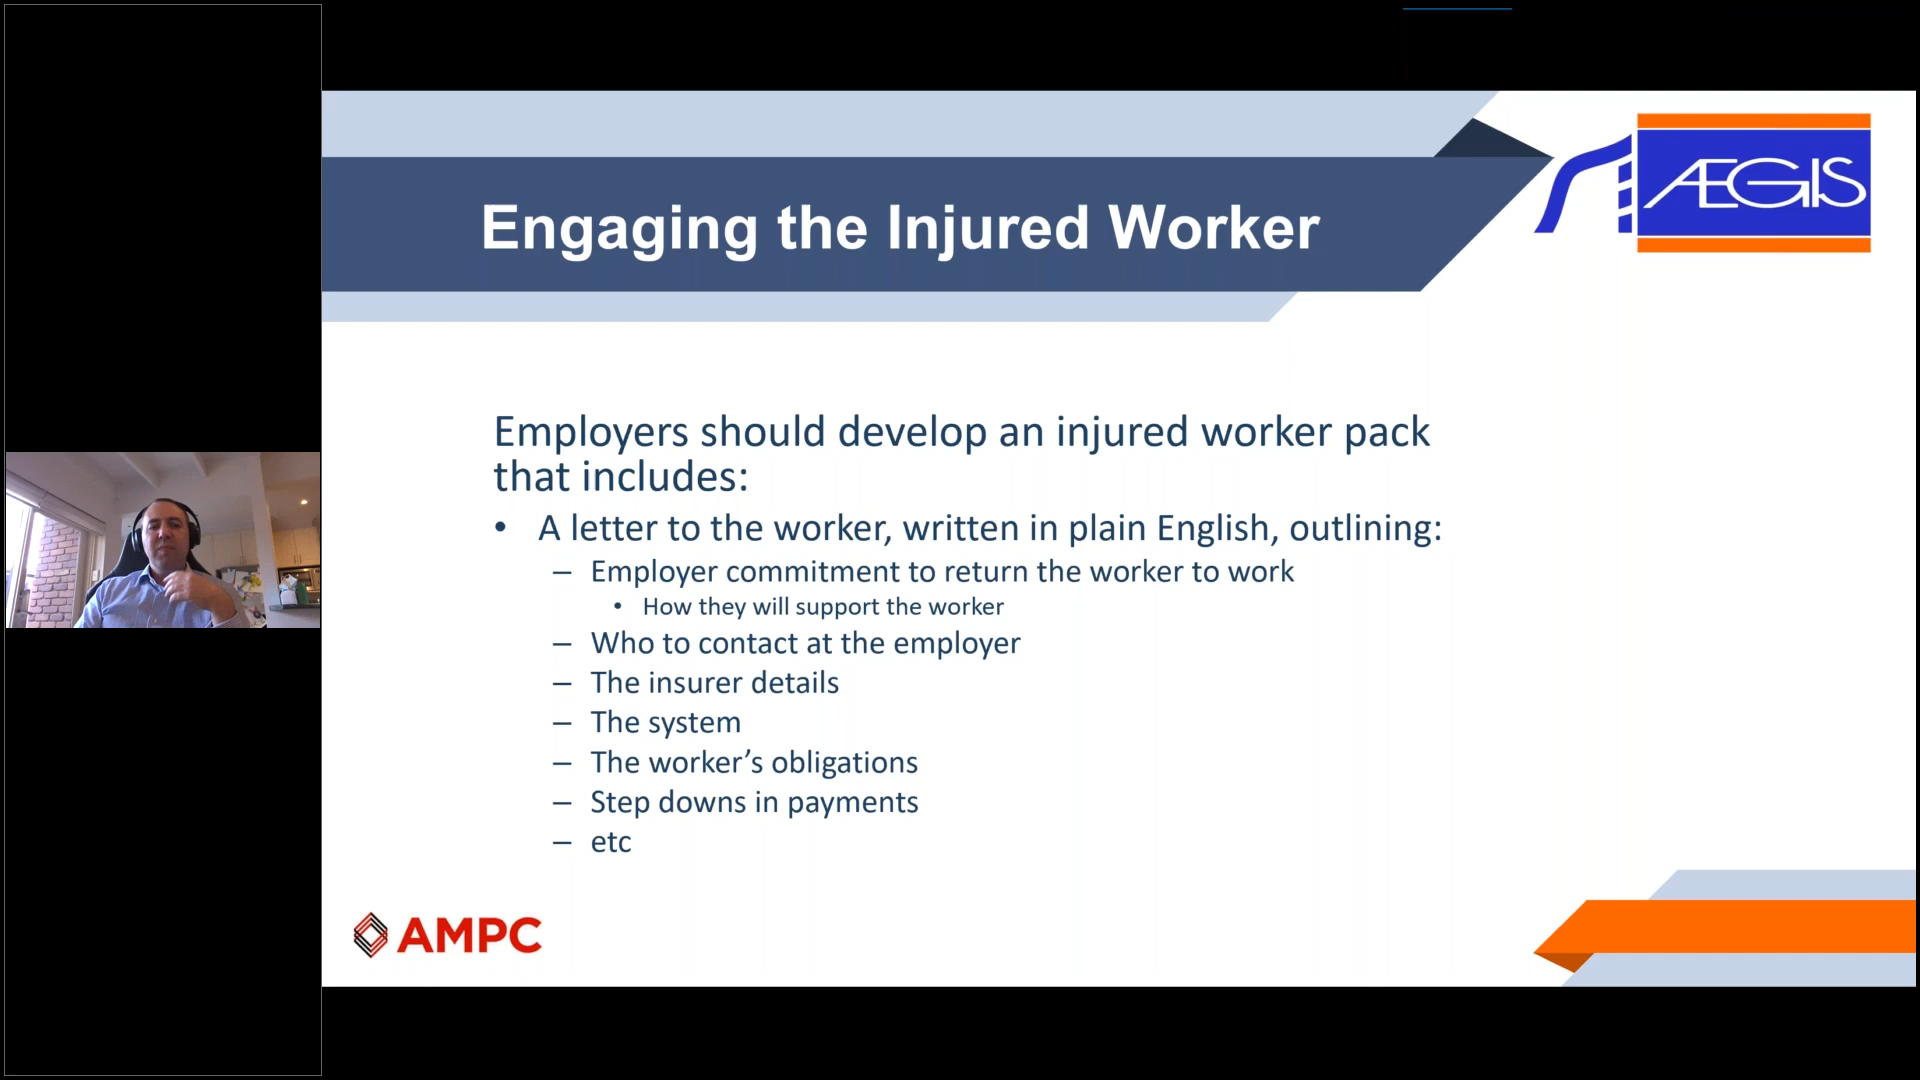 Engaging the Injured Worker
ÆGIS
Employers should develop an injured worker pack
that includes:
• A letter to the worker, written in plain English, outlining:
– Employer commitment to return the worker to work
• How they will support the worker
– Who to contact at the employer
– The insurer details
– The system
– The worker’s obligations
– Step downs in payments
– etc
AMPC